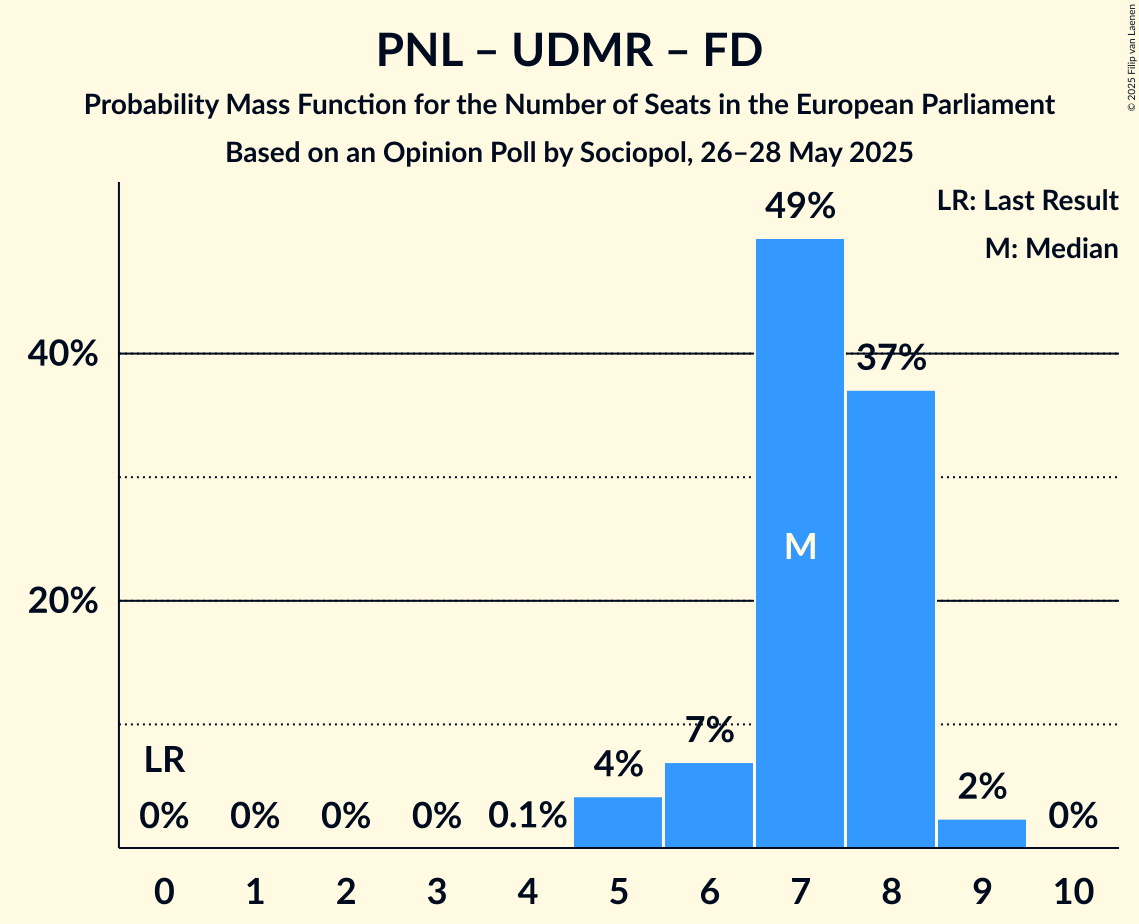 PNL – UDMR – FD
Probability Mass Function for the Number of Seats in the European Parliament
Based on an Opinion Poll by Sociopol, 26–28 May 2025
© 2025 Filip van Laenen
LR: Last Result
M: Median
49%
40%
37%
M
20%
7%
LR
4%
2%
0% 0% 0% 0% 0.1% 0%
0 1 2 3 4 5 6 7 8 9 10